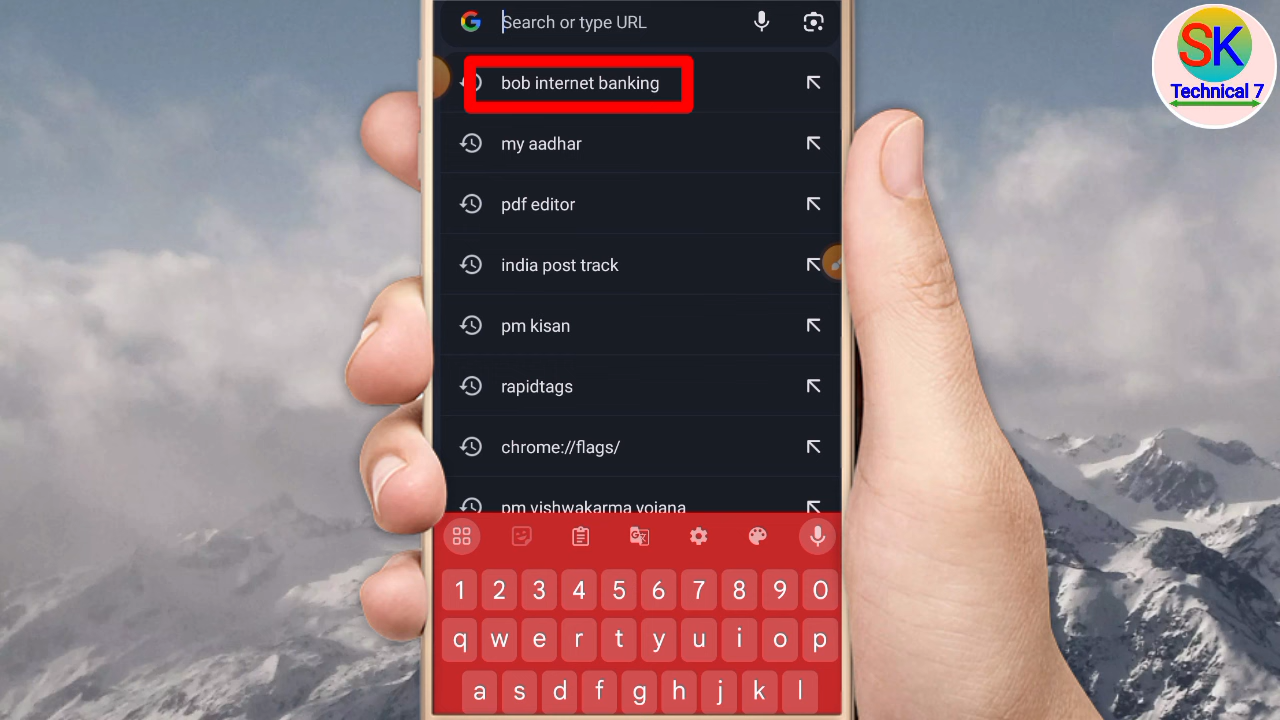 Search or type URL
SK
Technical 7
bob internet banking
my aadhar
pdf editor
india post track
pm kisan
rapidtags
chrome://flags/
pm vishwakarma yojana
1 2 3 4 5 6 7 8 9 0
q w e r t y u i o p
a s d f g h j k l